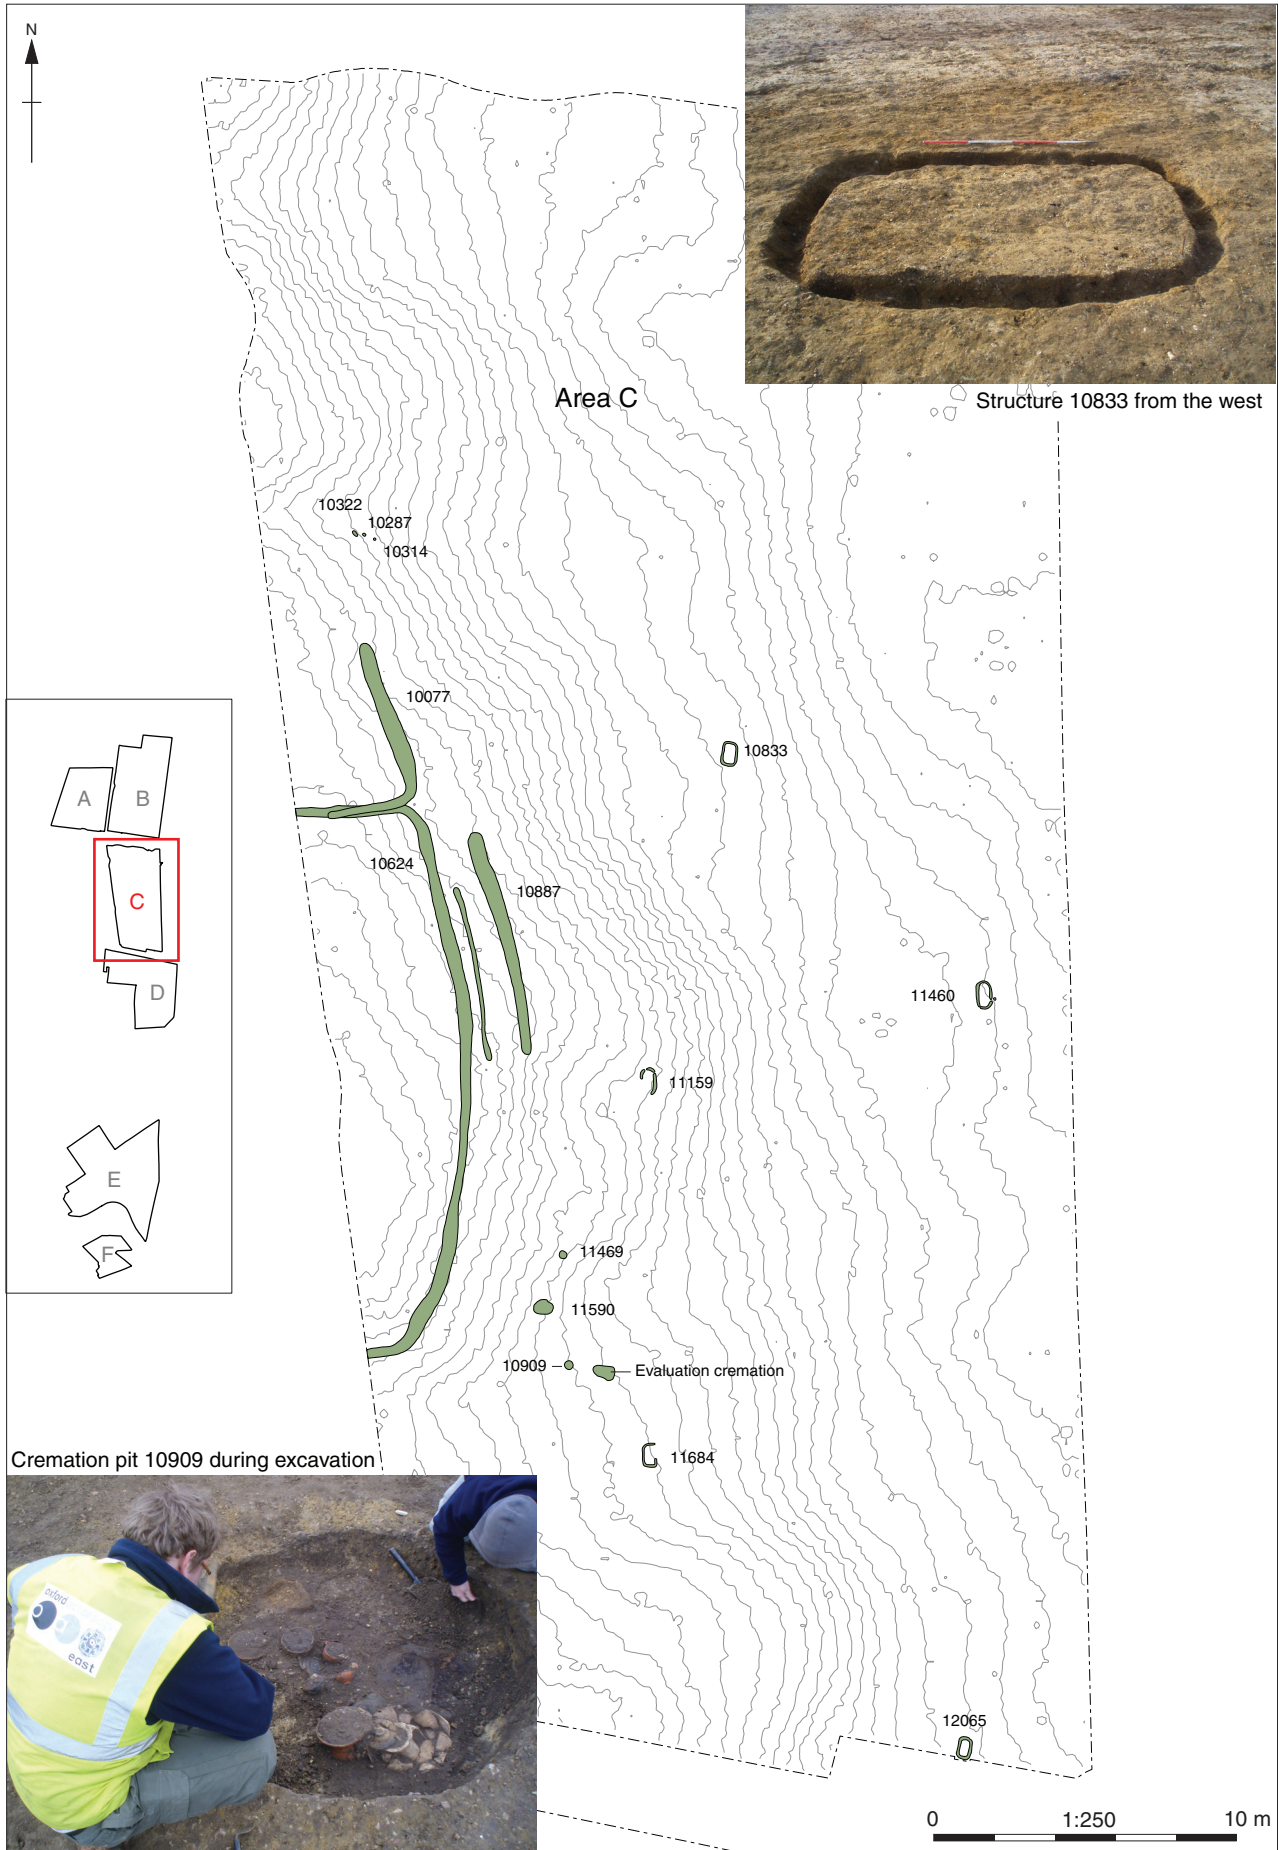 N
Structure 10833 from the west
Area C
10322
10287
10314
10077
10833
10624
10887
A
B
C
D
E
F
11460
11159
11469
11590
10909
Evaluation cremation
11684
Cremation pit 10909 during excavation
oxford
east
12065
0 1:250 10 m